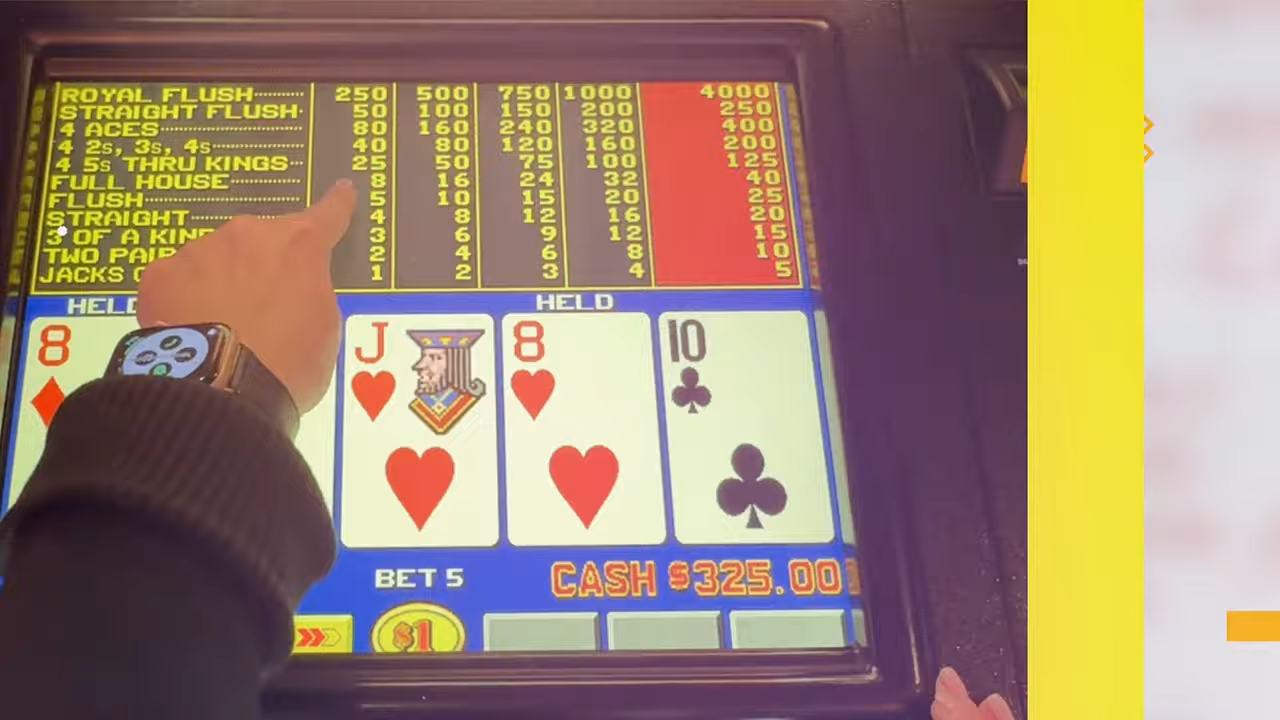 ROYAL FLUSH 250 500 750 1000 4000
STRAIGHT FLUSH 50 100 150 200 250
4 ACES 80 160 240 320 400
4 2s, 3s, 4s 40 80 120 160 200
4 5s THRU KINGS 25 50 75 100 125
FULL HOUSE 8 16 24 32 40
FLUSH 5 10 15 20 25
STRAIGHT 4 8 12 16 20
3 OF A KIN 3 6 9 12 15
TWO PAIR 2 4 6 8 10
JACKS 1 2 3 4 5
HELD HELD
8 J 8 10
BET 5 CASH $325.00
$1